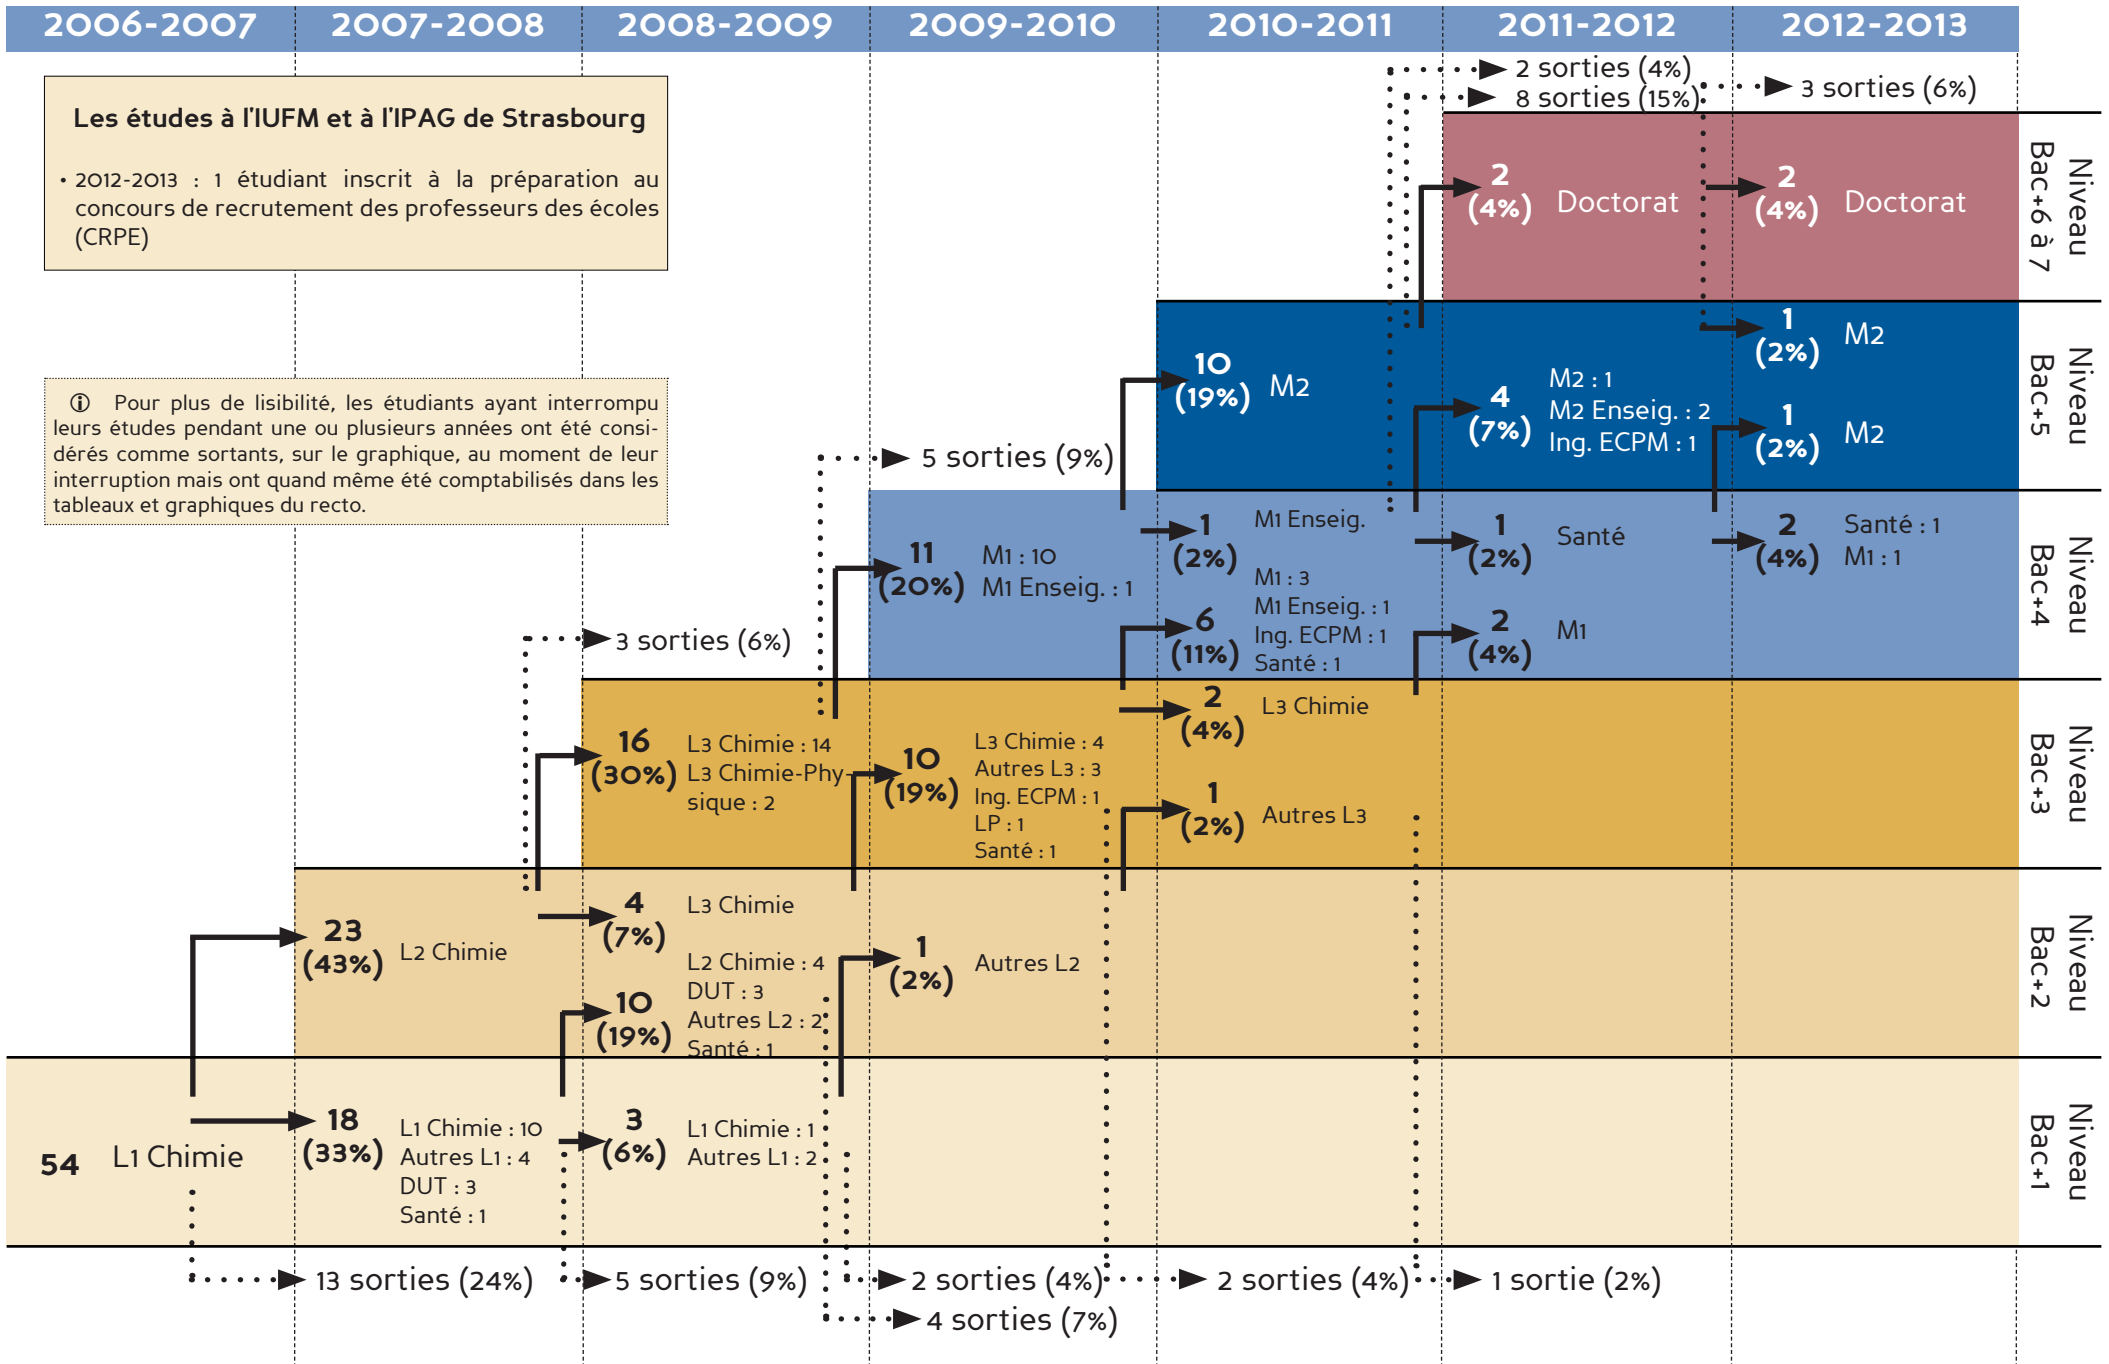 2006-2007
2007-2008
2008-2009
2009-2010
2010-2011
2011-2012
2012-2013
Les études à l'IUFM et à l'IPAG de Strasbourg
• 2012-2013 : 1 étudiant inscrit à la préparation au
concours de recrutement des professeurs des écoles
(CRPE)
ⓘ Pour plus de lisibilité, les étudiants ayant interrompu
leurs études pendant une ou plusieurs années ont été consi-
dérés comme sortants, sur le graphique, au moment de leur
interruption mais ont quand même été comptabilisés dans les
tableaux et graphiques du recto.
2 sorties (4%)
8 sorties (15%)
3 sorties (6%)
2
(4%)
Doctorat
2
(4%)
Doctorat
Niveau
Bac+6 à 7
10
(19%)
M2
4
(7%)
M2 : 1
M2 Enseig. : 2
Ing. ECPM : 1
1
(2%)
M2
1
(2%)
M2
Niveau
Bac+5
5 sorties (9%)
11
(20%)
M1 : 10
M1 Enseig. : 1
1
(2%)
M1 Enseig.
6
(11%)
M1 : 3
M1 Enseig. : 1
Ing. ECPM : 1
Santé : 1
1
(2%)
Santé
2
(4%)
M1
2
(4%)
Santé : 1
M1 : 1
Niveau
Bac+4
3 sorties (6%)
16
(30%)
L3 Chimie : 14
L3 Chimie-Phy-
sique : 2
10
(19%)
L3 Chimie : 4
Autres L3 : 3
Ing. ECPM : 1
LP : 1
Santé : 1
2
(4%)
L3 Chimie
1
(2%)
Autres L3
Niveau
Bac+3
23
(43%)
L2 Chimie
4
(7%)
L3 Chimie
10
(19%)
L2 Chimie : 4
DUT : 3
Autres L2 : 2
Santé : 1
1
(2%)
Autres L2
Niveau
Bac+2
54
L1 Chimie
18
(33%)
L1 Chimie : 10
Autres L1 : 4
DUT : 3
Santé : 1
3
(6%)
L1 Chimie : 1
Autres L1 : 2
Niveau
Bac+1
13 sorties (24%)
5 sorties (9%)
2 sorties (4%)
2 sorties (4%)
1 sortie (2%)
4 sorties (7%)